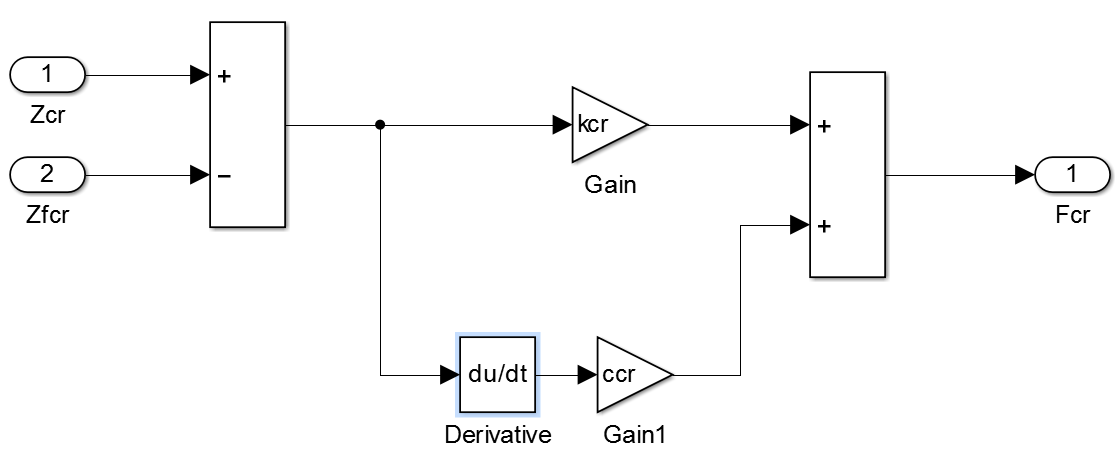 1
Zcr
2
Zfcr
+
−
kcr
Gain
du/dt
Derivative
ccr
Gain1
+
+
1
Fcr